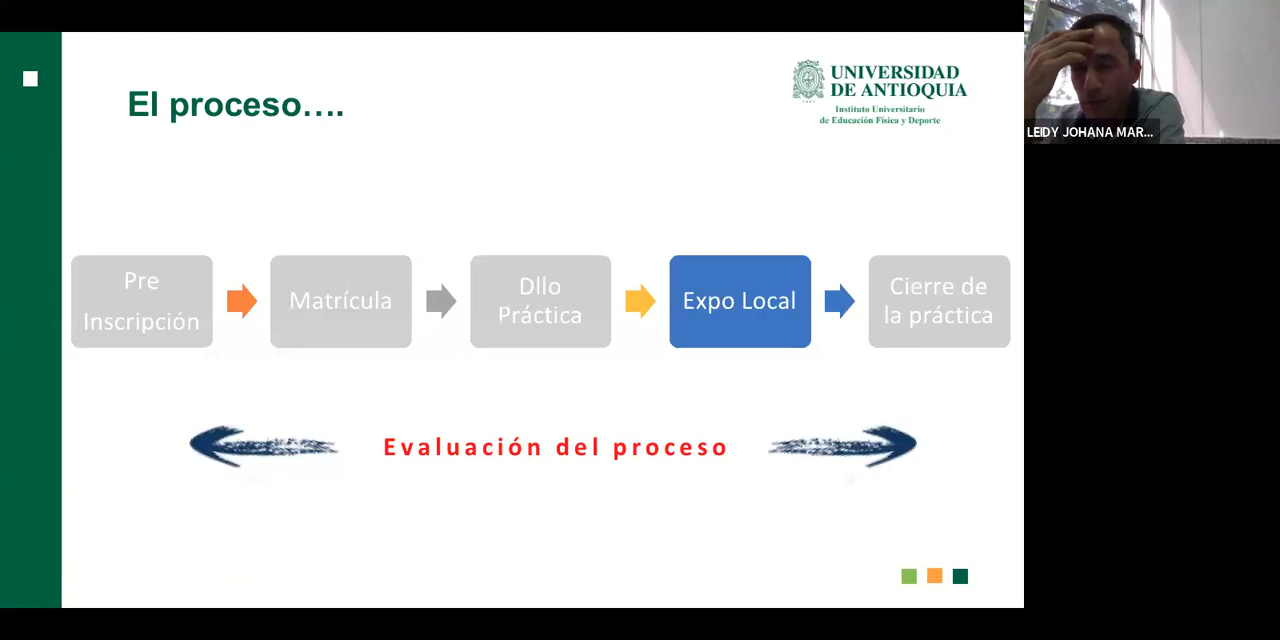 El proceso....
UNIVERSIDAD
DE ANTIOQUIA
Instituto Universitario
de Educación Física y Deporte
LEIDY JOHANA MAR...
Pre
Inscripción
Matrícula
Dllo
Práctica
Expo Local
Cierre de
la práctica
Evaluación del proceso